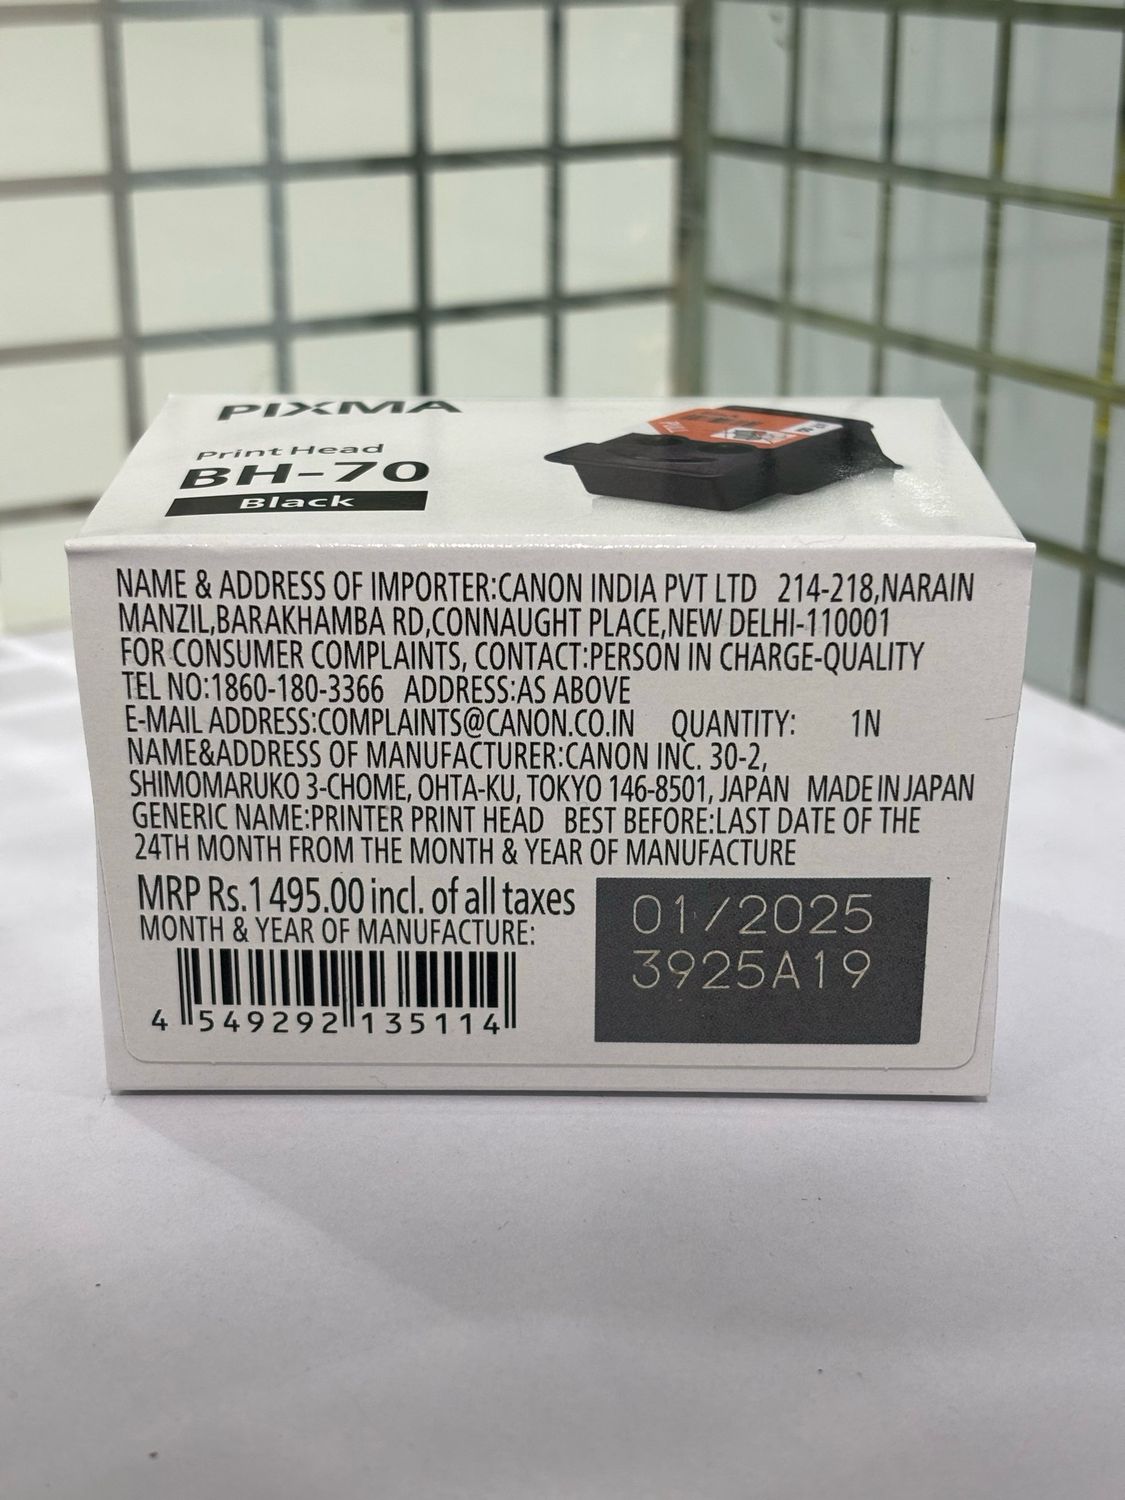 PIXMA
Print Head
BH-70
Black
NAME & ADDRESS OF IMPORTER:CANON INDIA PVT LTD 214-218,NARAIN
MANZIL,BARAKHAMBA RD,CONNAUGHT PLACE,NEW DELHI-110001
FOR CONSUMER COMPLAINTS, CONTACT:PERSON IN CHARGE-QUALITY
TEL NO:1860-180-3366 ADDRESS:AS ABOVE
E-MAIL ADDRESS:COMPLAINTS@CANON.CO.IN QUANTITY: 1N
NAME&ADDRESS OF MANUFACTURER:CANON INC. 30-2,
SHIMOMARUKO 3-CHOME, OHTA-KU, TOKYO 146-8501, JAPAN MADE IN JAPAN
GENERIC NAME:PRINTER PRINT HEAD BEST BEFORE:LAST DATE OF THE
24TH MONTH FROM THE MONTH & YEAR OF MANUFACTURE
MRP Rs.1495.00 incl. of all taxes
MONTH & YEAR OF MANUFACTURE:
01/2025
3925A19
4 549292 135114